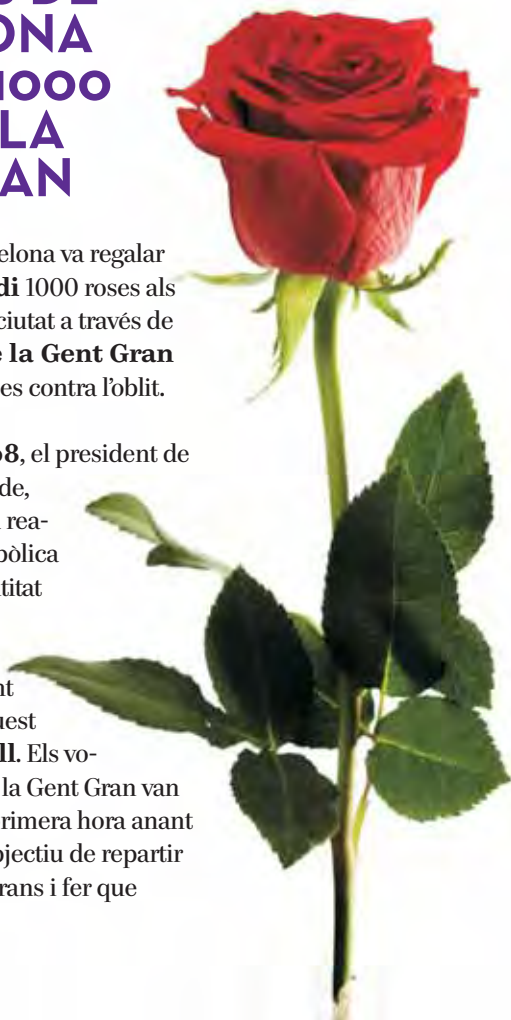 ONA
1000
LA
AN
elona va regalar
di 1000 roses als
ciutat a través de
la Gent Gran
es contra l'oblit.
8, el president de
de,
rea-
bòlica
titat
nt
uest
ll. Els vo-
la Gent Gran van
rimera hora anant
bjectiu de repartir
rans i fer que